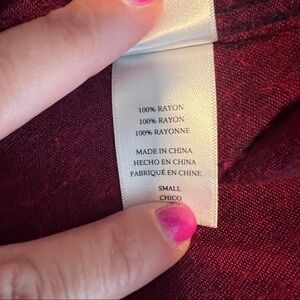 100% RAYON
100% RAYON
100% RAYONNE
MADE IN CHINA
HECHO EN CHINA
FABRIQUÉ EN CHINE
SMALL
CHICO